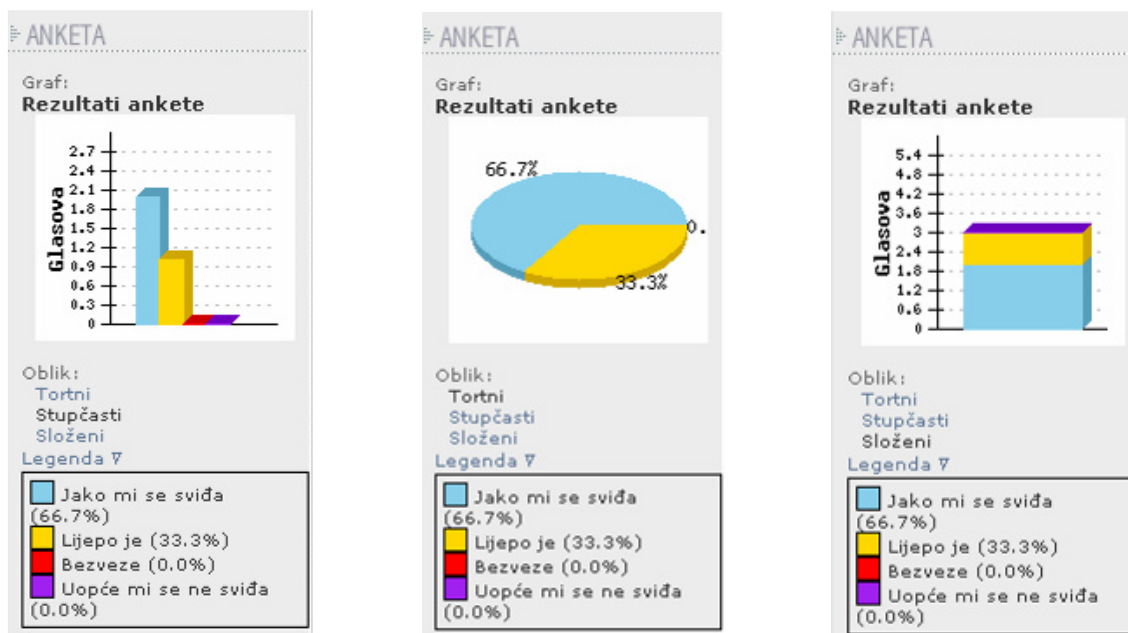 ANKETA
Graf:
Rezultati ankete
Glasova
2.7
2.4
2.1
1.8
1.5
1.2
0.9
0.6
0.3
0
Oblik:
Tortni
Stupčasti
Složeni
Legenda ∇
Jako mi se sviđa
(66.7%)
Lijepo je (33.3%)
Bezveze (0.0%)
Uopće mi se ne sviđa
(0.0%)
ANKETA
Graf:
Rezultati ankete
66.7%
0.
33.3%
Oblik:
Tortni
Stupčasti
Složeni
Legenda ∇
Jako mi se sviđa
(66.7%)
Lijepo je (33.3%)
Bezveze (0.0%)
Uopće mi se ne sviđa
(0.0%)
ANKETA
Graf:
Rezultati ankete
Glasova
5.4
4.8
4.2
3.6
3
2.4
1.8
1.2
0.6
0
Oblik:
Tortni
Stupčasti
Složeni
Legenda ∇
Jako mi se sviđa
(66.7%)
Lijepo je (33.3%)
Bezveze (0.0%)
Uopće mi se ne sviđa
(0.0%)